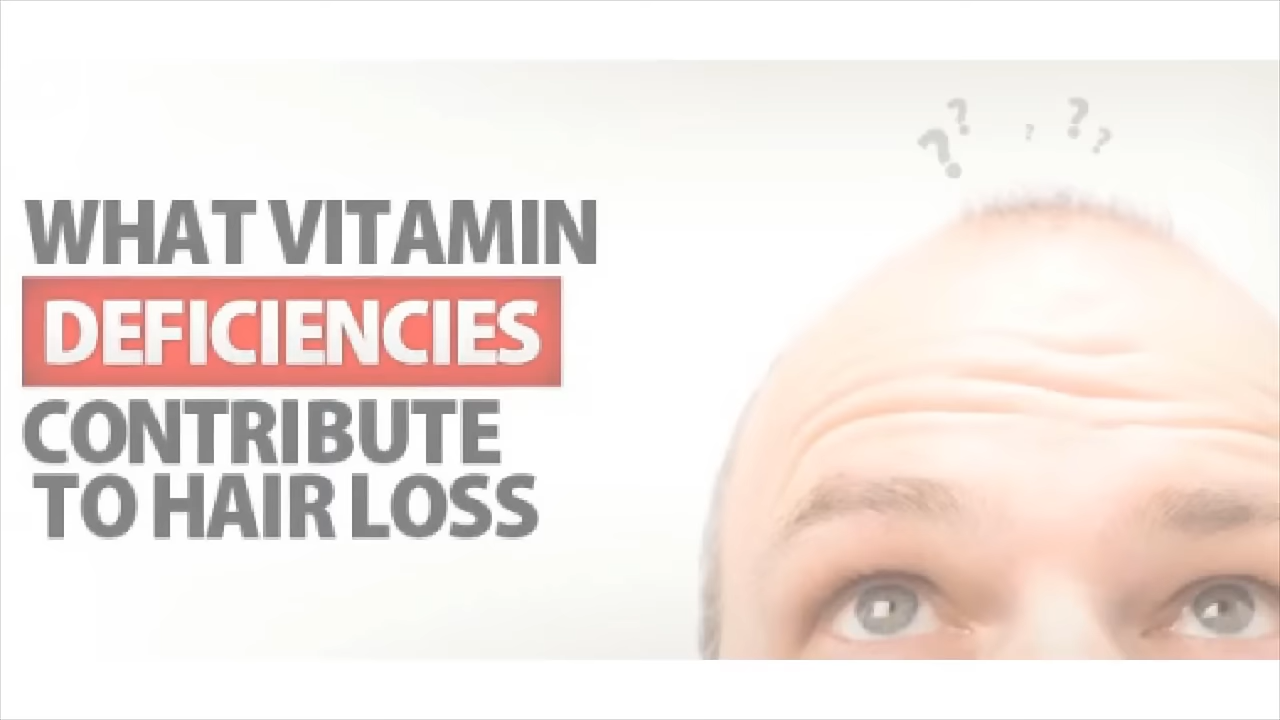 ? ? ? ? ?
WHAT VITAMIN
DEFICIENCIES
CONTRIBUTE
TO HAIR LOSS